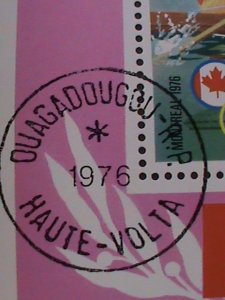 OUAGADOUGOU R.P.
*
1976
HAUTE-VOLTA
MONTREAL 1976